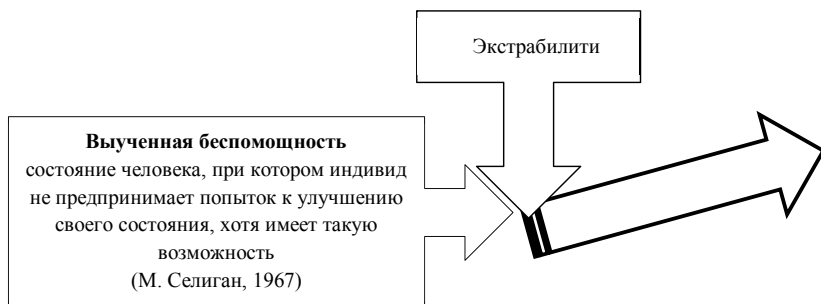 Экстрабилити
Выученная беспомощность
состояние человека, при котором индивид
не предпринимает попыток к улучшению
своего состояния, хотя имеет такую
возможность
(М. Селиган, 1967)